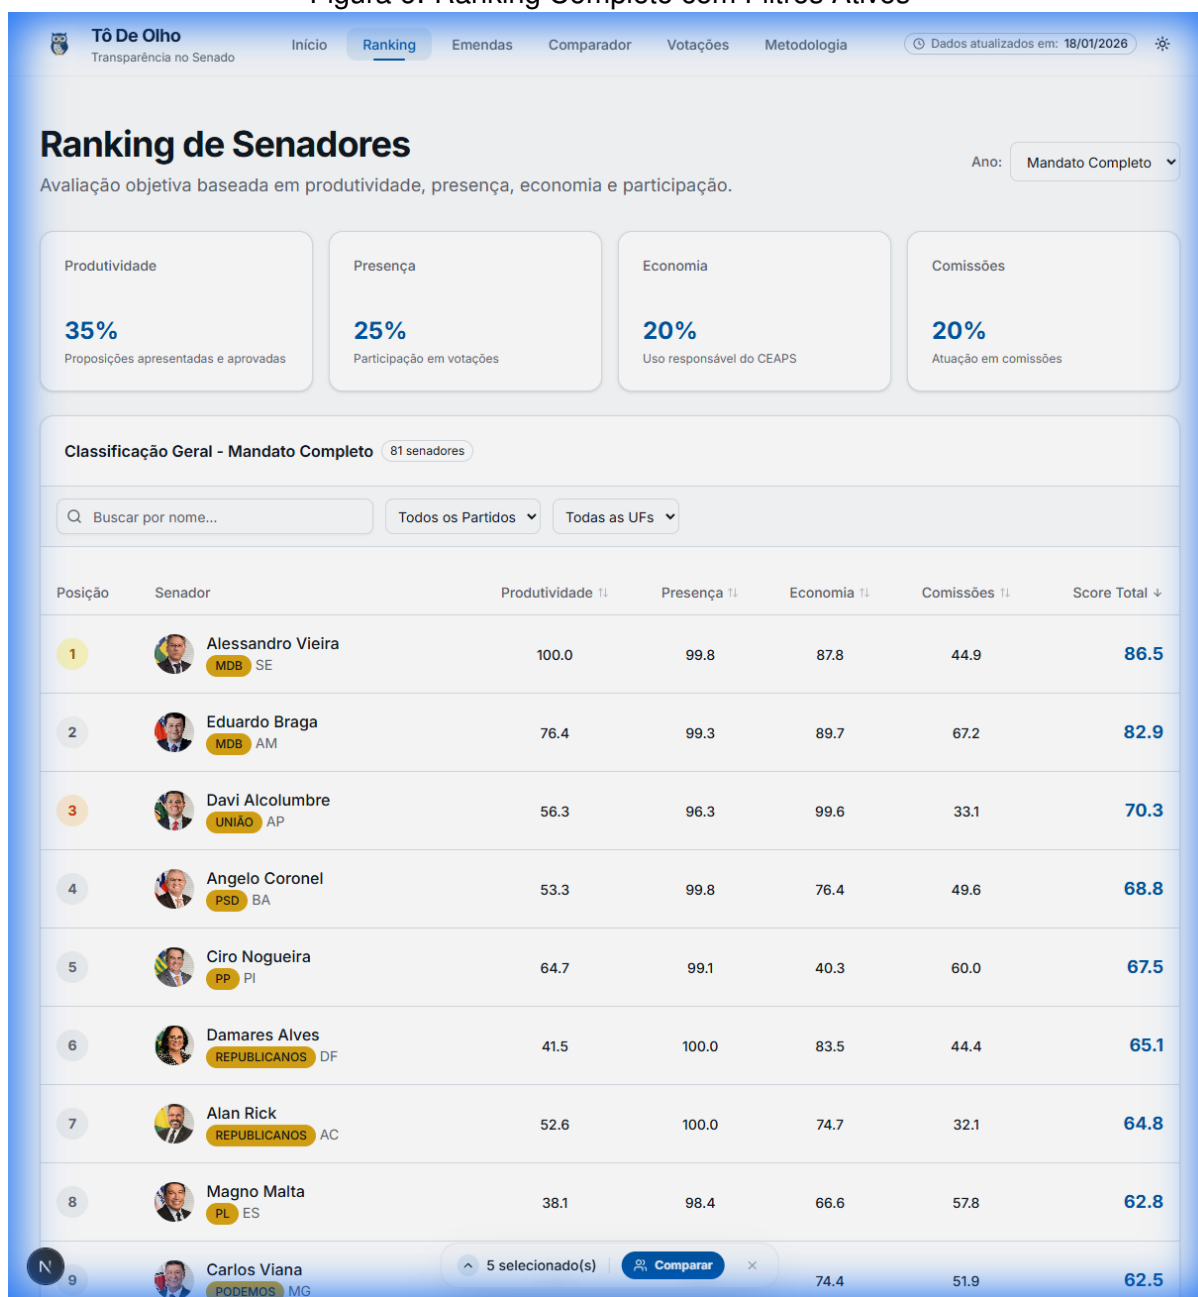 Figura 6: Ranking Completo com Filtros Ativos
Tô De Olho
Transparência no Senado
Início Ranking Emendas Comparador Votações Metodologia
Dados atualizados em: 18/01/2026
Ranking de Senadores
Avaliação objetiva baseada em produtividade, presença, economia e participação.
Ano: Mandato Completo
Produtividade
35%
Proposições apresentadas e aprovadas
Presença
25%
Participação em votações
Economia
20%
Uso responsável do CEAPS
Comissões
20%
Atuação em comissões
Classificação Geral - Mandato Completo 81 senadores
Buscar por nome... Todos os Partidos Todas as UFs
Posição Senador Produtividade Presença Economia Comissões Score Total
1 Alessandro Vieira 100.0 99.8 87.8 44.9 86.5
MDB SE
2 Eduardo Braga 76.4 99.3 89.7 67.2 82.9
MDB AM
3 Davi Alcolumbre 56.3 96.3 99.6 33.1 70.3
UNIÃO AP
4 Angelo Coronel 53.3 99.8 76.4 49.6 68.8
PSD BA
5 Ciro Nogueira 64.7 99.1 40.3 60.0 67.5
PP PI
6 Damares Alves 41.5 100.0 83.5 44.4 65.1
REPUBLICANOS DF
7 Alan Rick 52.6 100.0 74.7 32.1 64.8
REPUBLICANOS AC
8 Magno Malta 38.1 98.4 66.6 57.8 62.8
PL ES
9 Carlos Viana 74.4 51.9 62.5
PODEMOS MG
5 selecionado(s) Comparar
N